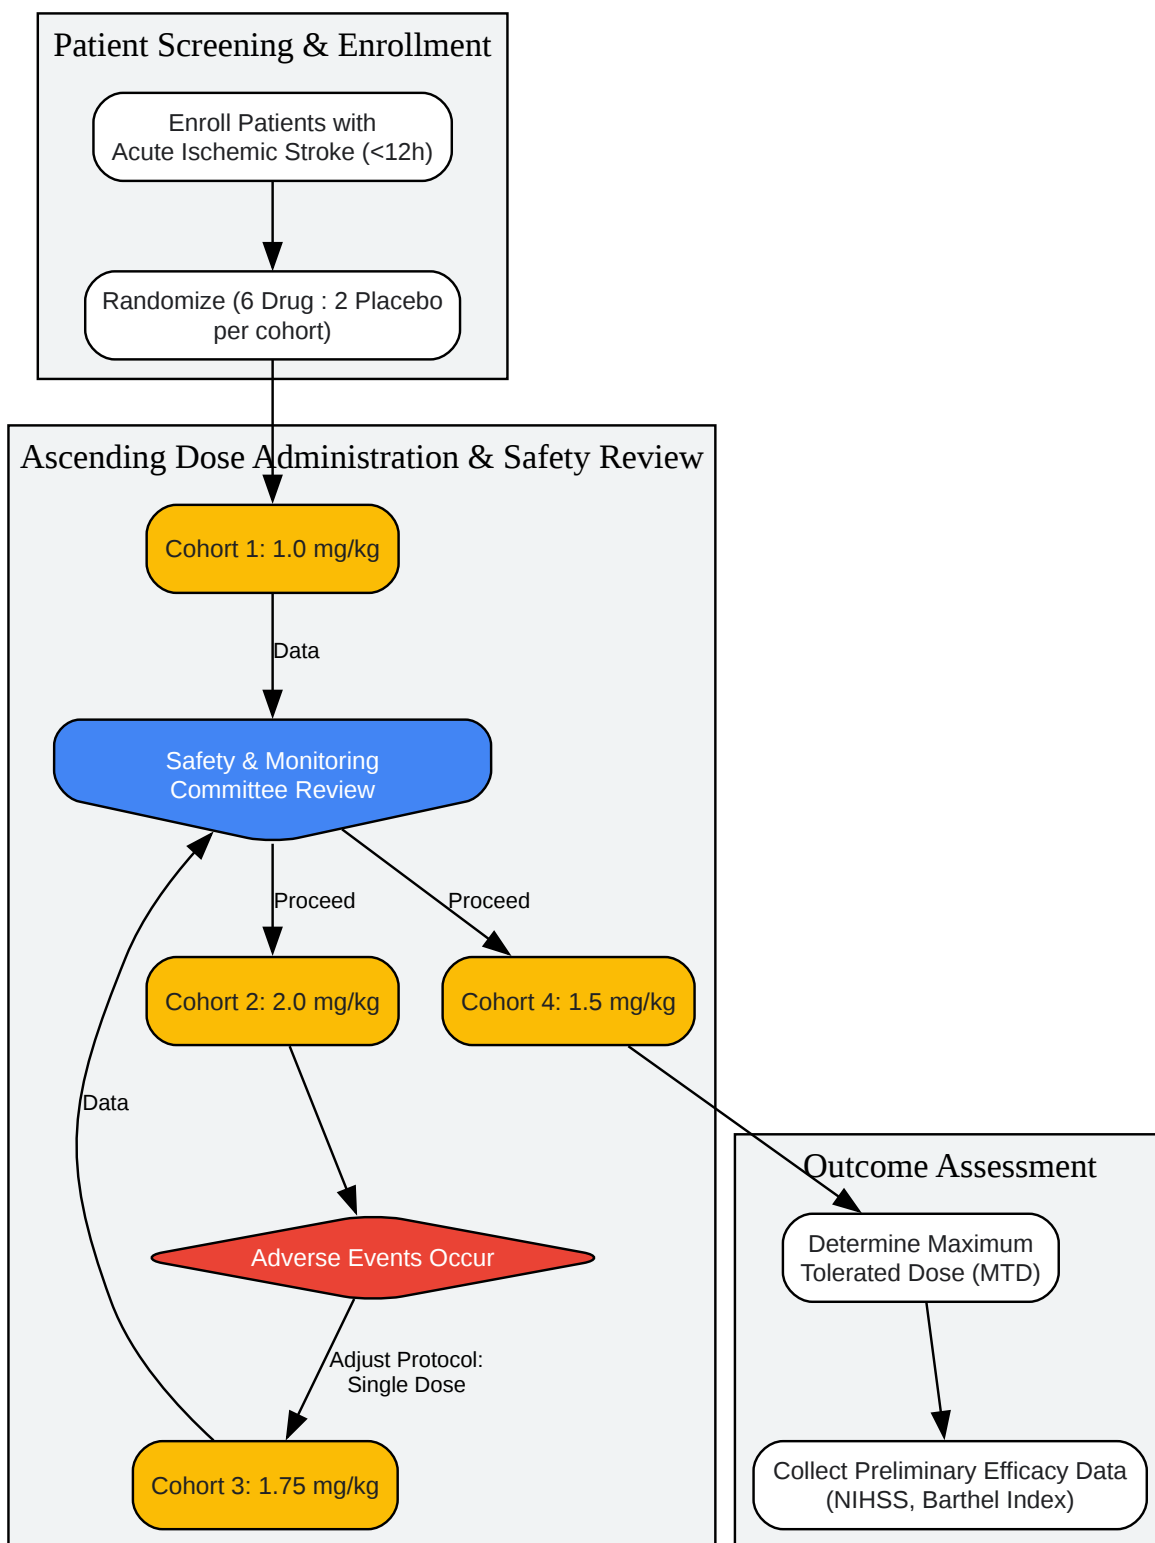 Patient Screening & Enrollment
Enroll Patients with
Acute Ischemic Stroke (<12h)
Randomize (6 Drug : 2 Placebo
per cohort)
Ascending Dose Administration & Safety Review
Cohort 1: 1.0 mg/kg
Data
Safety & Monitoring
Committee Review
Proceed
Proceed
Cohort 2: 2.0 mg/kg
Cohort 4: 1.5 mg/kg
Data
Adverse Events Occur
Adjust Protocol:
Single Dose
Cohort 3: 1.75 mg/kg
Outcome Assessment
Determine Maximum
Tolerated Dose (MTD)
Collect Preliminary Efficacy Data
(NIHSS, Barthel Index)